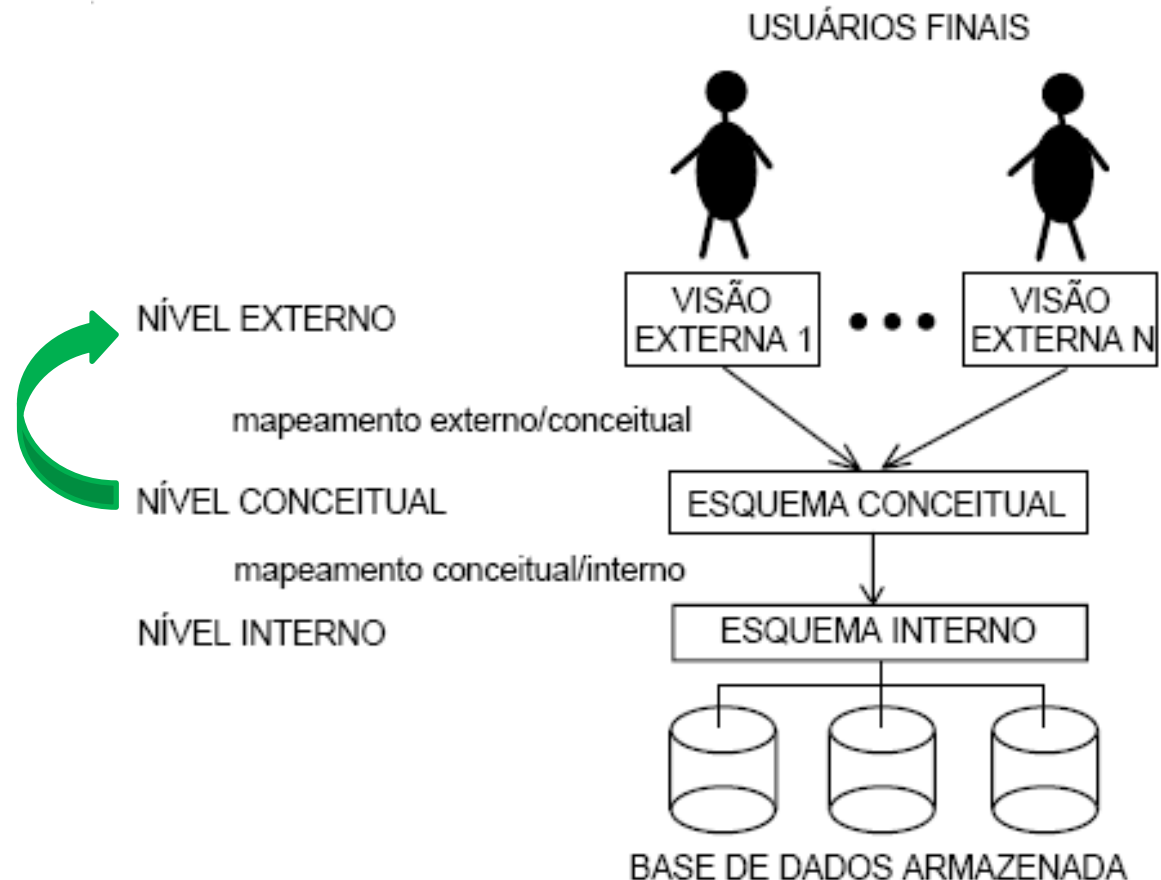 USUÁRIOS FINAIS
NÍVEL EXTERNO
VISÃO
EXTERNA 1
VISÃO
EXTERNA N
mapeamento externo/conceitual
NÍVEL CONCEITUAL
ESQUEMA CONCEITUAL
mapeamento conceitual/interno
NÍVEL INTERNO
ESQUEMA INTERNO
BASE DE DADOS ARMAZENADA